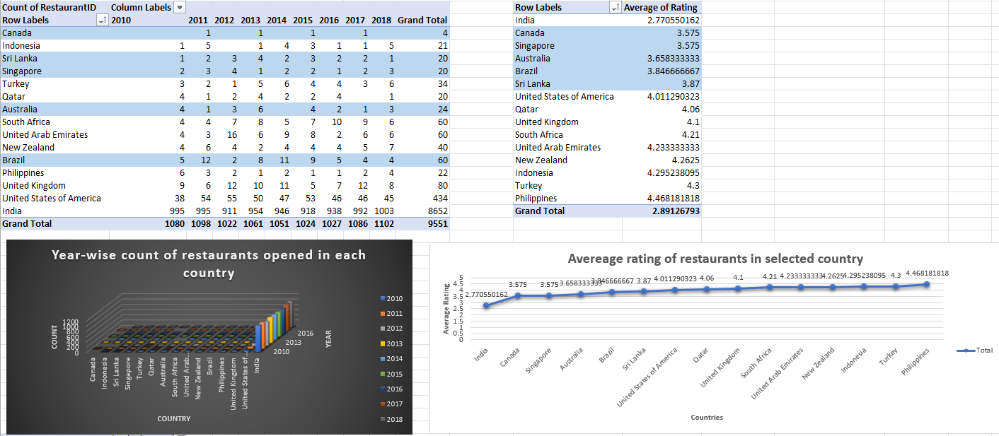 Count of RestaurantID Column Labels
Row Labels 2010 2011 2012 2013 2014 2015 2016 2017 2018 Grand Total
Canada 1 1 1 1 4
Indonesia 1 5 1 4 3 1 1 5 21
Sri Lanka 1 2 3 4 2 3 2 2 1 20
Singapore 2 3 4 1 2 2 1 2 3 20
Turkey 3 2 1 5 6 4 4 3 6 34
Qatar 4 1 2 4 2 2 4 1 20
Australia 4 1 3 6 4 2 1 3 24
South Africa 4 4 7 8 5 7 10 9 6 60
United Arab Emirates 4 3 16 6 9 8 2 6 6 60
New Zealand 4 6 4 2 4 4 4 5 7 40
Brazil 5 12 2 8 11 9 5 4 4 60
Philippines 6 3 2 1 2 1 1 2 4 22
United Kingdom 9 6 12 10 11 5 7 12 8 80
United States of America 38 54 55 50 47 53 46 46 45 434
India 995 995 911 954 946 918 938 992 1003 8652
Grand Total 1080 1098 1022 1061 1051 1024 1027 1086 1102 9551
Row Labels Average of Rating
India 2.770550162
Canada 3.575
Singapore 3.575
Australia 3.658333333
Brazil 3.846666667
Sri Lanka 3.87
United States of America 4.011290323
Qatar 4.06
United Kingdom 4.1
South Africa 4.21
United Arab Emirates 4.233333333
New Zealand 4.2625
Indonesia 4.295238095
Turkey 4.3
Philippines 4.468181818
Grand Total 2.89126793
Year-wise count of restaurants opened in each
country
COUNT
1200
1000
800
600
400
200
0
Canada
Indonesia
Sri Lanka
Singapore
Turkey
Qatar
Australia
South Africa
United Arab...
New Zealand
Brazil
Philippines
United Kingdom
United States of...
India
COUNTRY
2010
2013
2016
YEAR
2010
2011
2012
2013
2014
2015
2016
2017
2018
Avereage rating of restaurants in selected country
Average Rating
5
4.5
4
3.5
3
2.5
2
1.5
1
0.5
0
2.770550162 3.575 3.575 3.658333333 3.846666667 3.87 4.011290323 4.06 4.1 4.21 4.233333333 4.2625 4.295238095 4.3 4.468181818
India
Canada
Singapore
Australia
Brazil
Sri Lanka
United States of America
Qatar
United Kingdom
South Africa
United Arab Emirates
New Zealand
Indonesia
Turkey
Philippines
Countries
Total